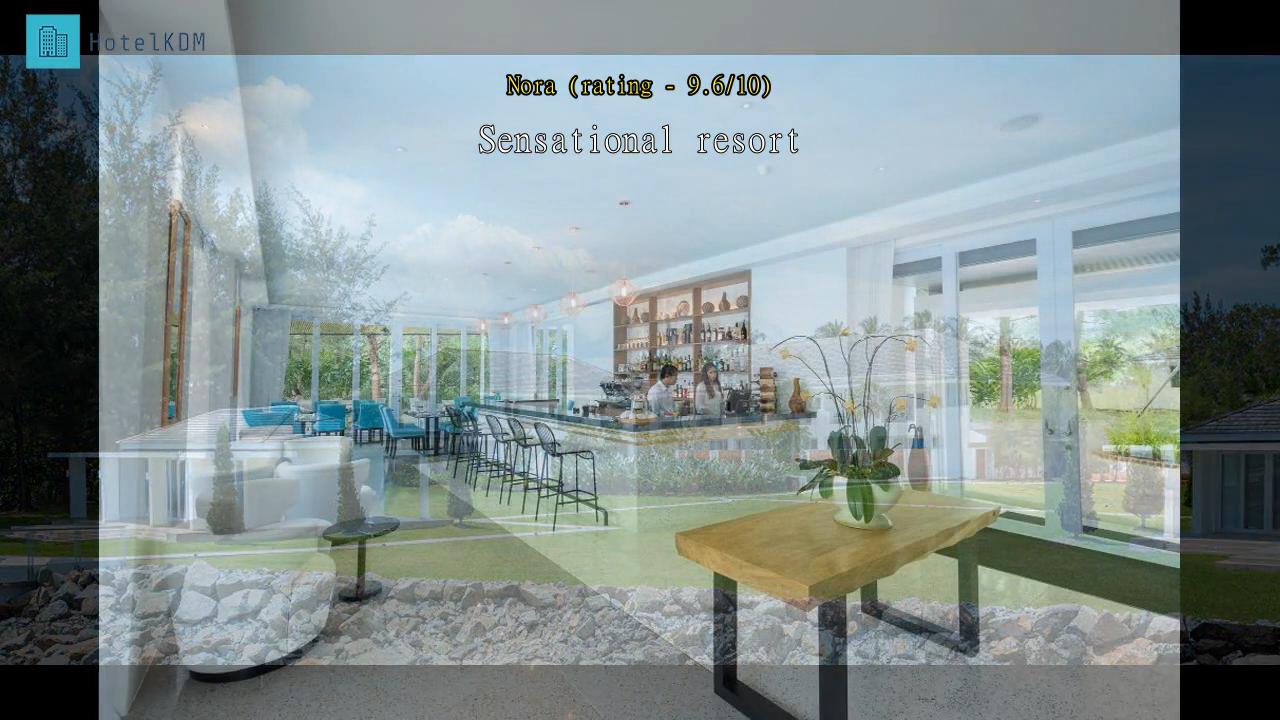 HotelKDM
Nora (rating - 9.6/10)
Sensational resort